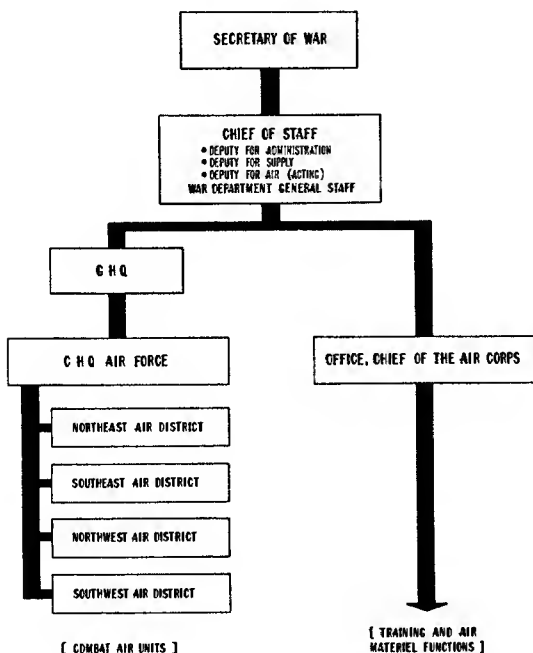 SECRETARY OF WAR
CHIEF OF STAFF
• DEPUTY FOR ADMINISTRATION
• DEPUTY FOR SUPPLY
• DEPUTY FOR AIR (ACTING)
WAR DEPARTMENT GENERAL STAFF
GHQ
GHQ AIR FORCE
OFFICE, CHIEF OF THE AIR CORPS
NORTHEAST AIR DISTRICT
SOUTHEAST AIR DISTRICT
NORTHWEST AIR DISTRICT
SOUTHWEST AIR DISTRICT
[ COMBAT AIR UNITS ]
[ TRAINING AND AIR
MATERIEL FUNCTIONS ]